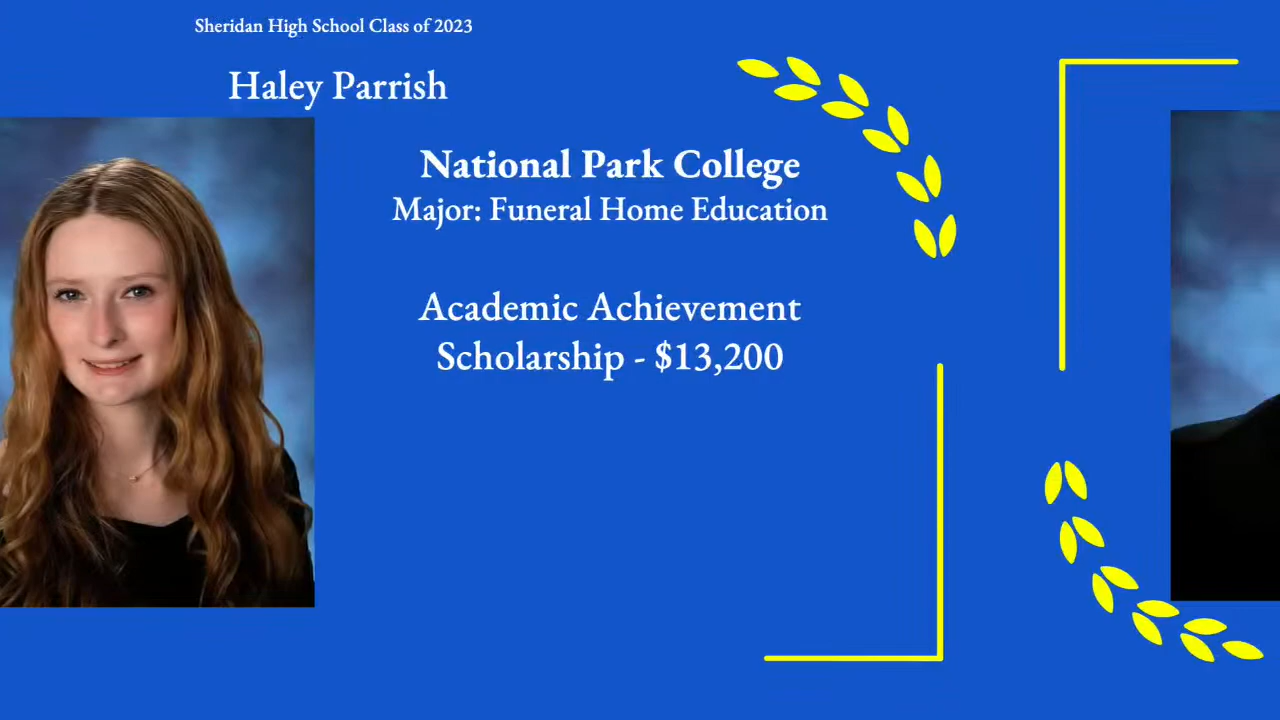 Sheridan High School Class of 2023
Haley Parrish
National Park College
Major: Funeral Home Education
Academic Achievement
Scholarship - $13,200